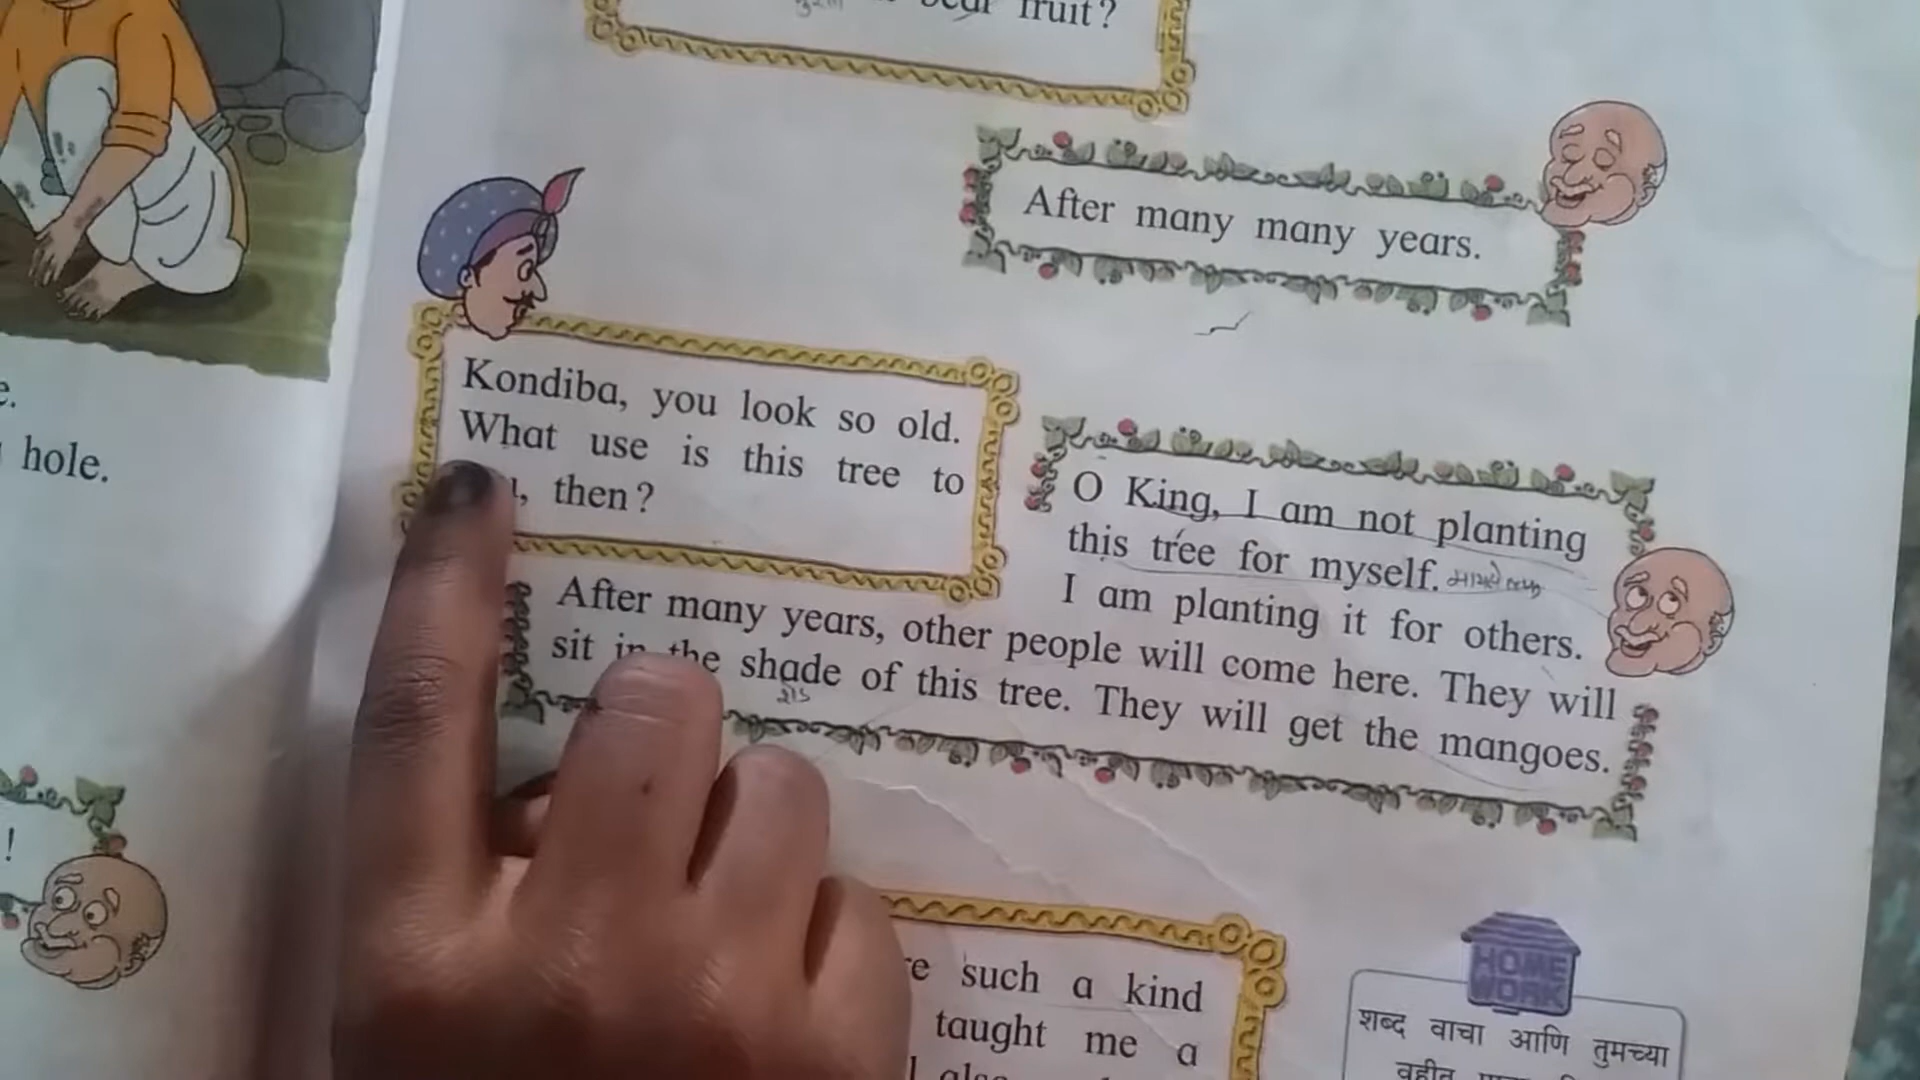 fruit?
After many many years.
Kondiba, you look so old.
What use is this tree to
then?
O King, I am not planting
this tree for myself.
I am planting it for others.
After many years, other people will come here. They will
sit in the shade of this tree. They will get the mangoes.
hole.
!
such a kind
taught me a
HOME
WORK
शब्द वाचा आणि तुमच्या
वहीत